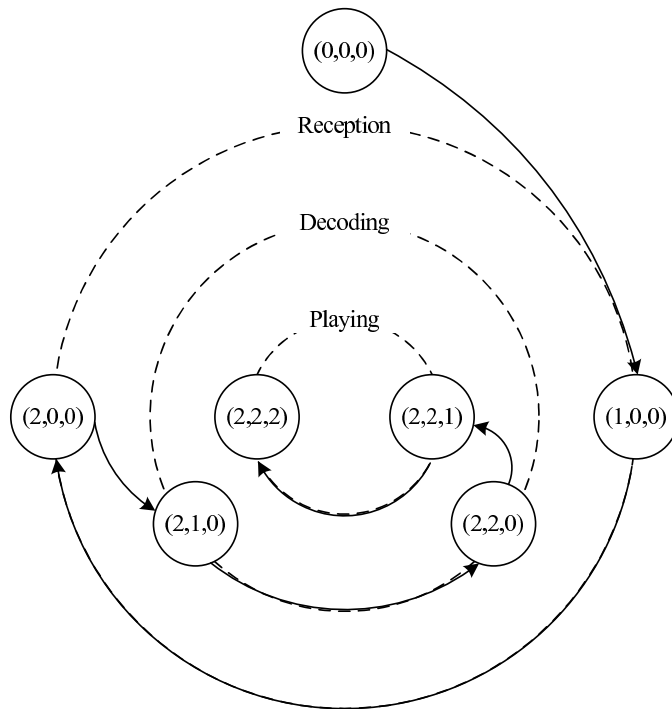 (0,0,0)
Reception
Decoding
Playing
(2,0,0)
(2,2,2)
(2,2,1)
(1,0,0)
(2,1,0)
(2,2,0)